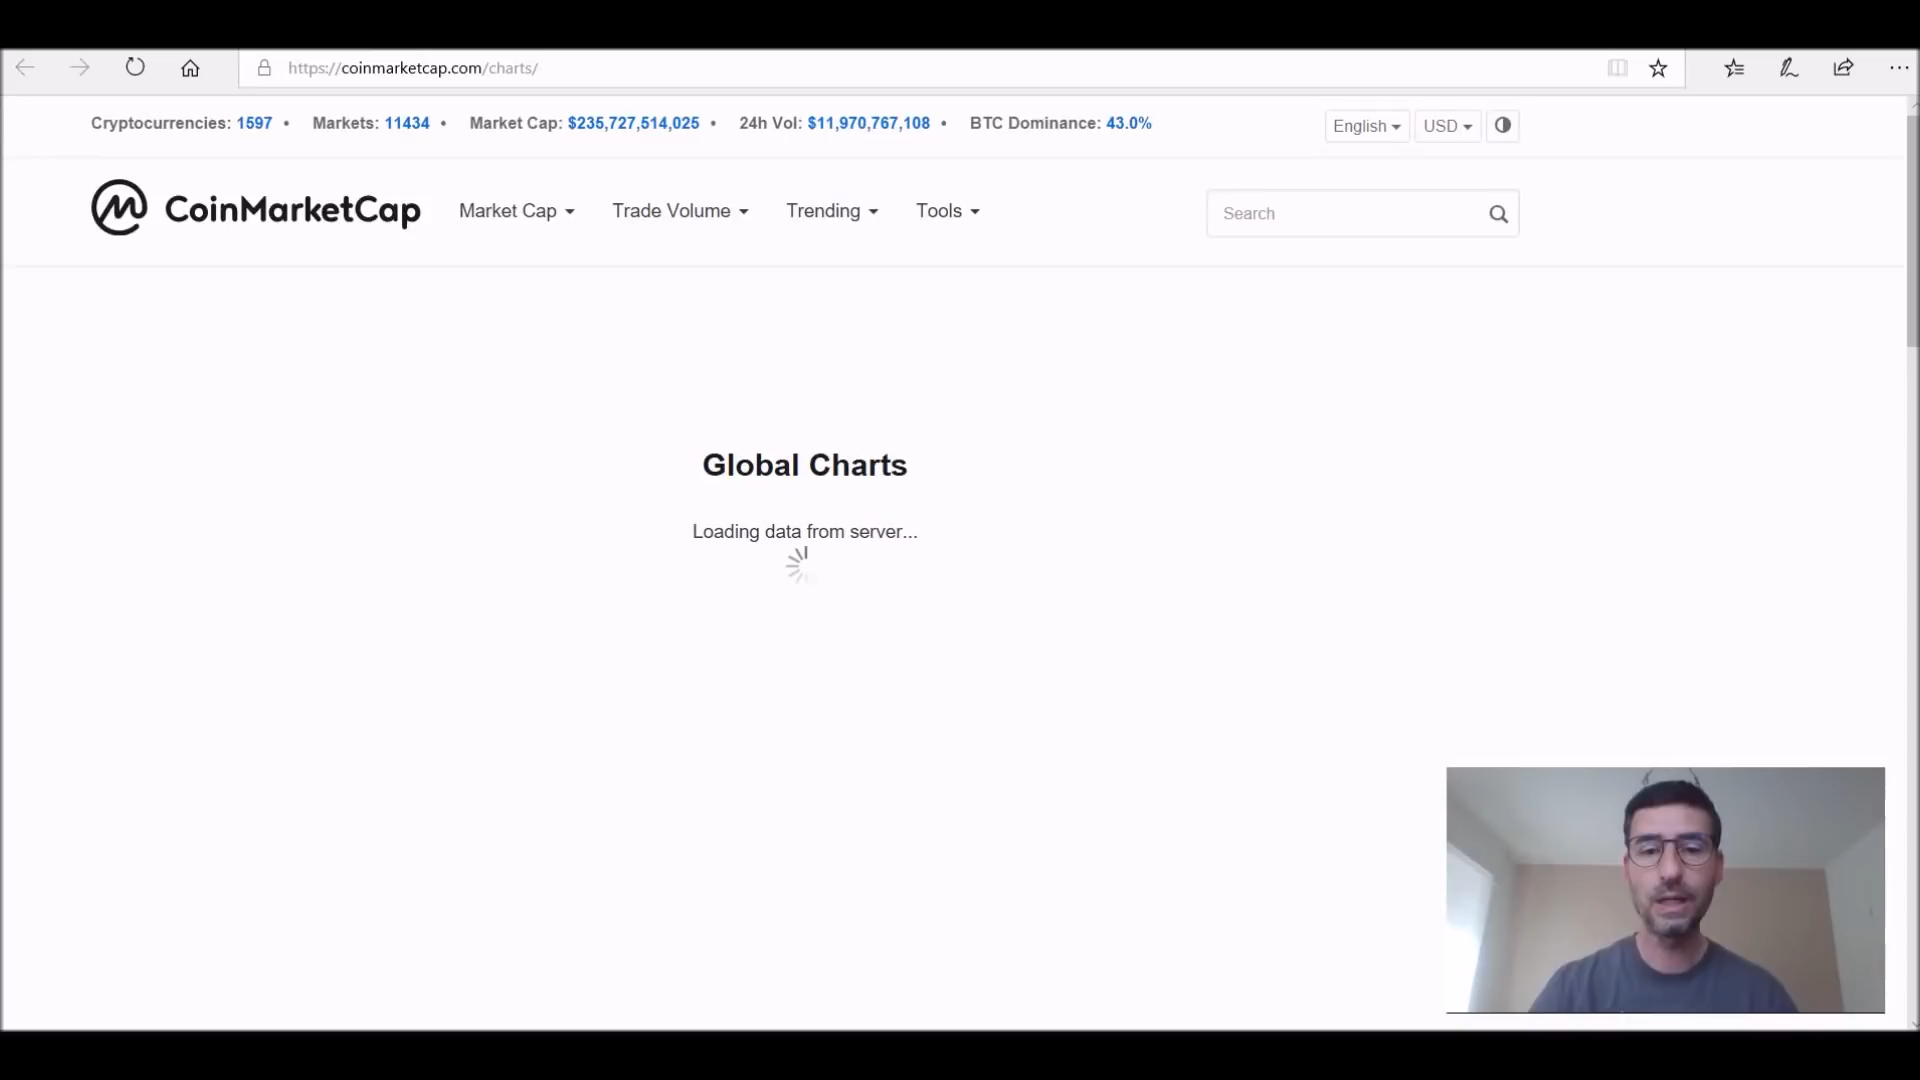 https://coinmarketcap.com/charts/
Cryptocurrencies: 1597 • Markets: 11434 • Market Cap: $235,727,514,025 • 24h Vol: $11,970,767,108 • BTC Dominance: 43.0% English USD
CoinMarketCap Market Cap Trade Volume Trending Tools Search
Global Charts
Loading data from server...